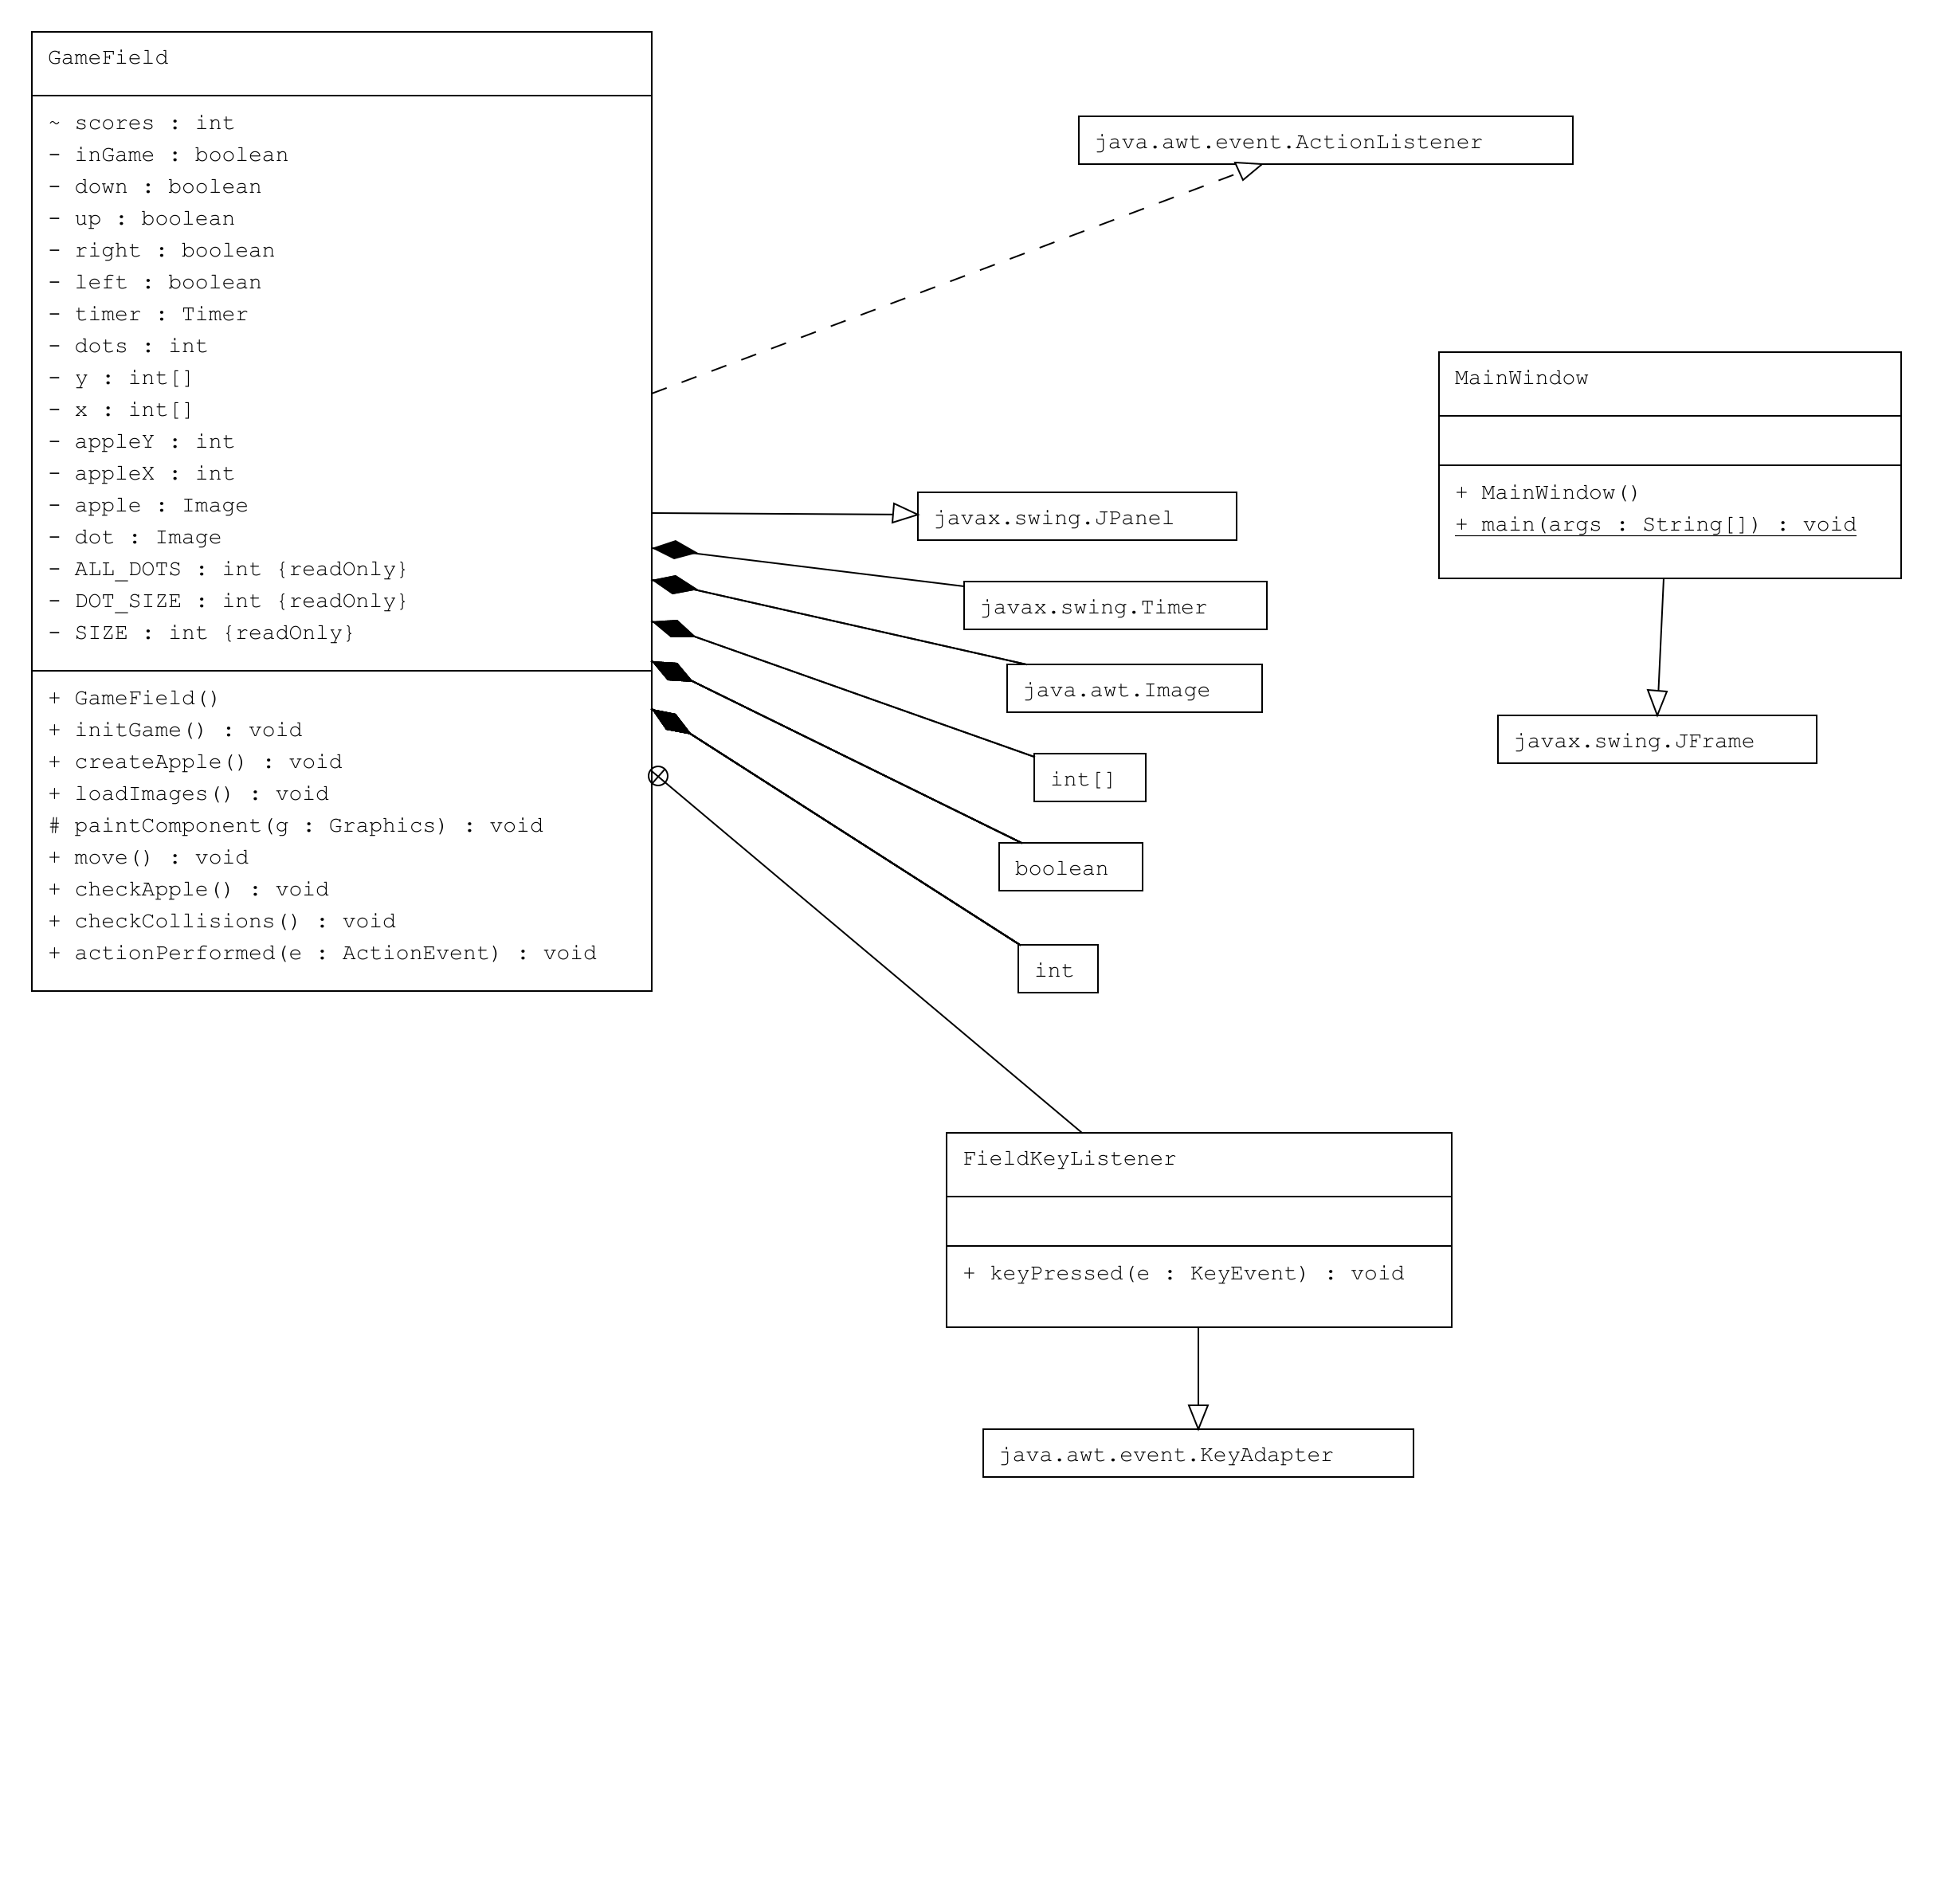 GameField
~ scores : int
- inGame : boolean
- down : boolean
- up : boolean
- right : boolean
- left : boolean
- timer : Timer
- dots : int
- y : int[]
- x : int[]
- appleY : int
- appleX : int
- apple : Image
- dot : Image
- ALL_DOTS : int {readOnly}
- DOT_SIZE : int {readOnly}
- SIZE : int {readOnly}
+ GameField()
+ initGame() : void
+ createApple() : void
+ loadImages() : void
# paintComponent(g : Graphics) : void
+ move() : void
+ checkApple() : void
+ checkCollisions() : void
+ actionPerformed(e : ActionEvent) : void
java.awt.event.ActionListener
MainWindow
+ MainWindow()
+ main(args : String[]) : void
javax.swing.JPanel
javax.swing.Timer
java.awt.Image
javax.swing.JFrame
int[]
boolean
int
FieldKeyListener
+ keyPressed(e : KeyEvent) : void
java.awt.event.KeyAdapter